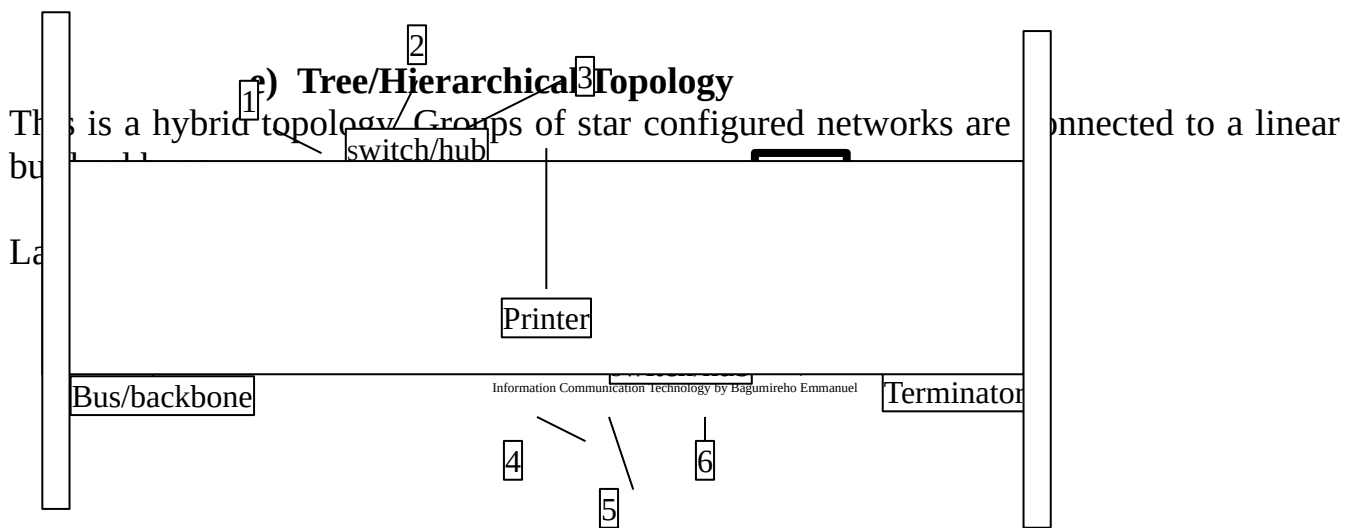 2
e) Tree/Hierarchical Topology
3
1
This is a hybrid topology. Groups of star configured networks are connected to a linear
switch/hub
Printer
Information Communication Technology by Bagumireho Emmanuel
Bus/backbone
Terminator
4
6
5